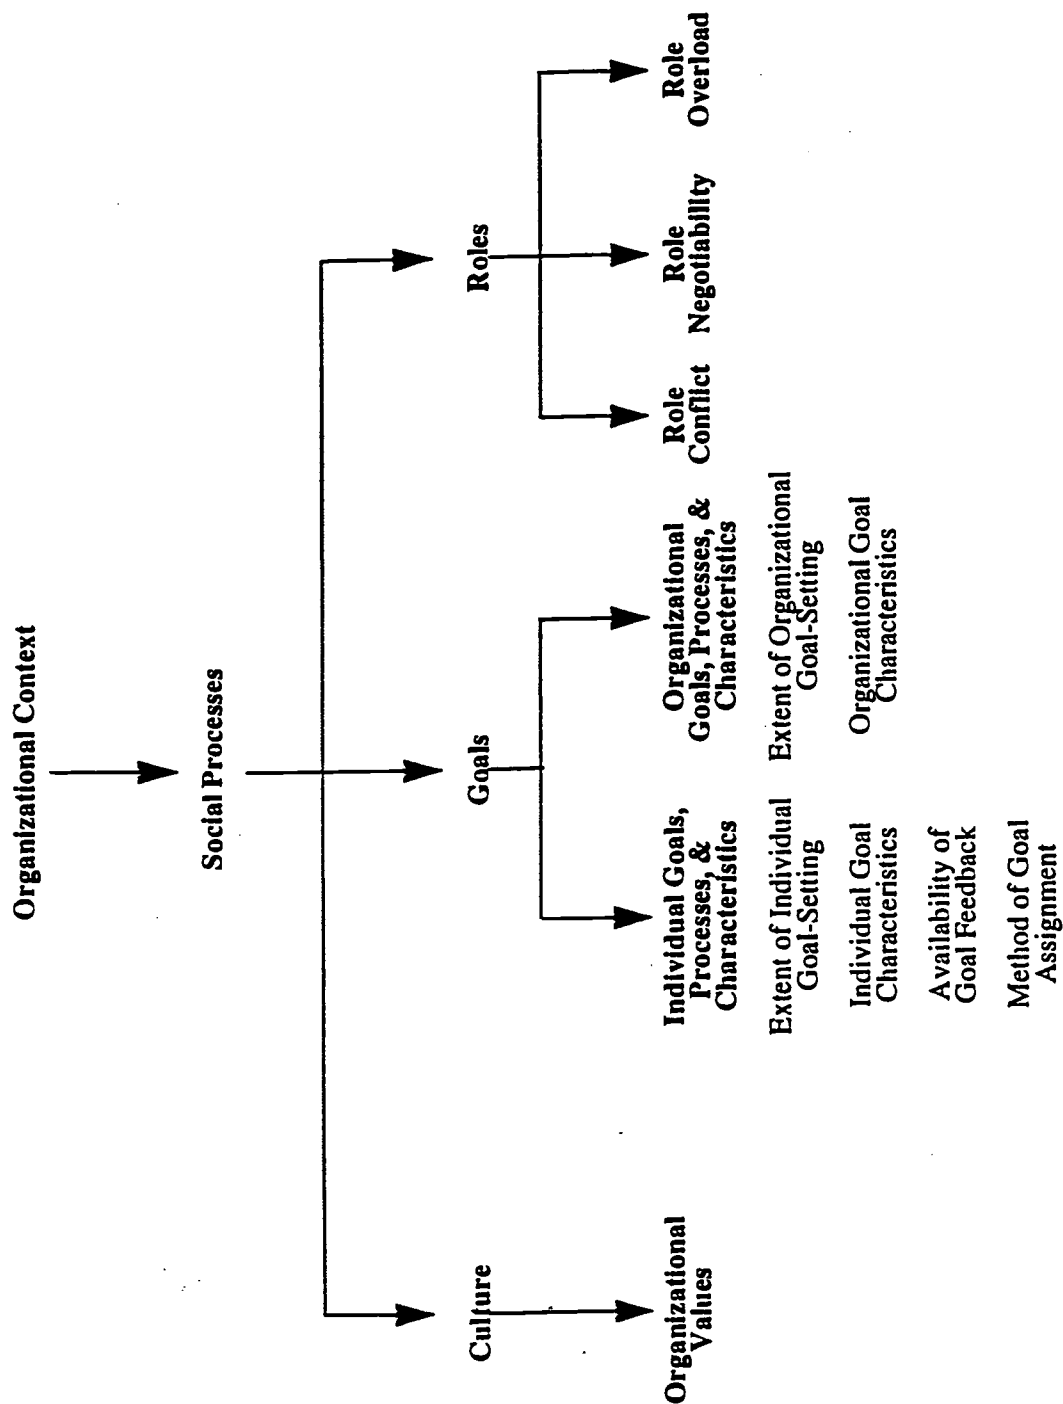 Organizational Context
Social Processes
Culture
Goals
Roles
Organizational
Values
Individual Goals,
Processes, &
Characteristics
Extent of Individual
Goal-Setting
Individual Goal
Characteristics
Availability of
Goal Feedback
Method of Goal
Assignment
Organizational
Goals, Processes, &
Characteristics
Extent of Organizational
Goal-Setting
Organizational Goal
Characteristics
Role
Conflict
Role
Negotiability
Role
Overload